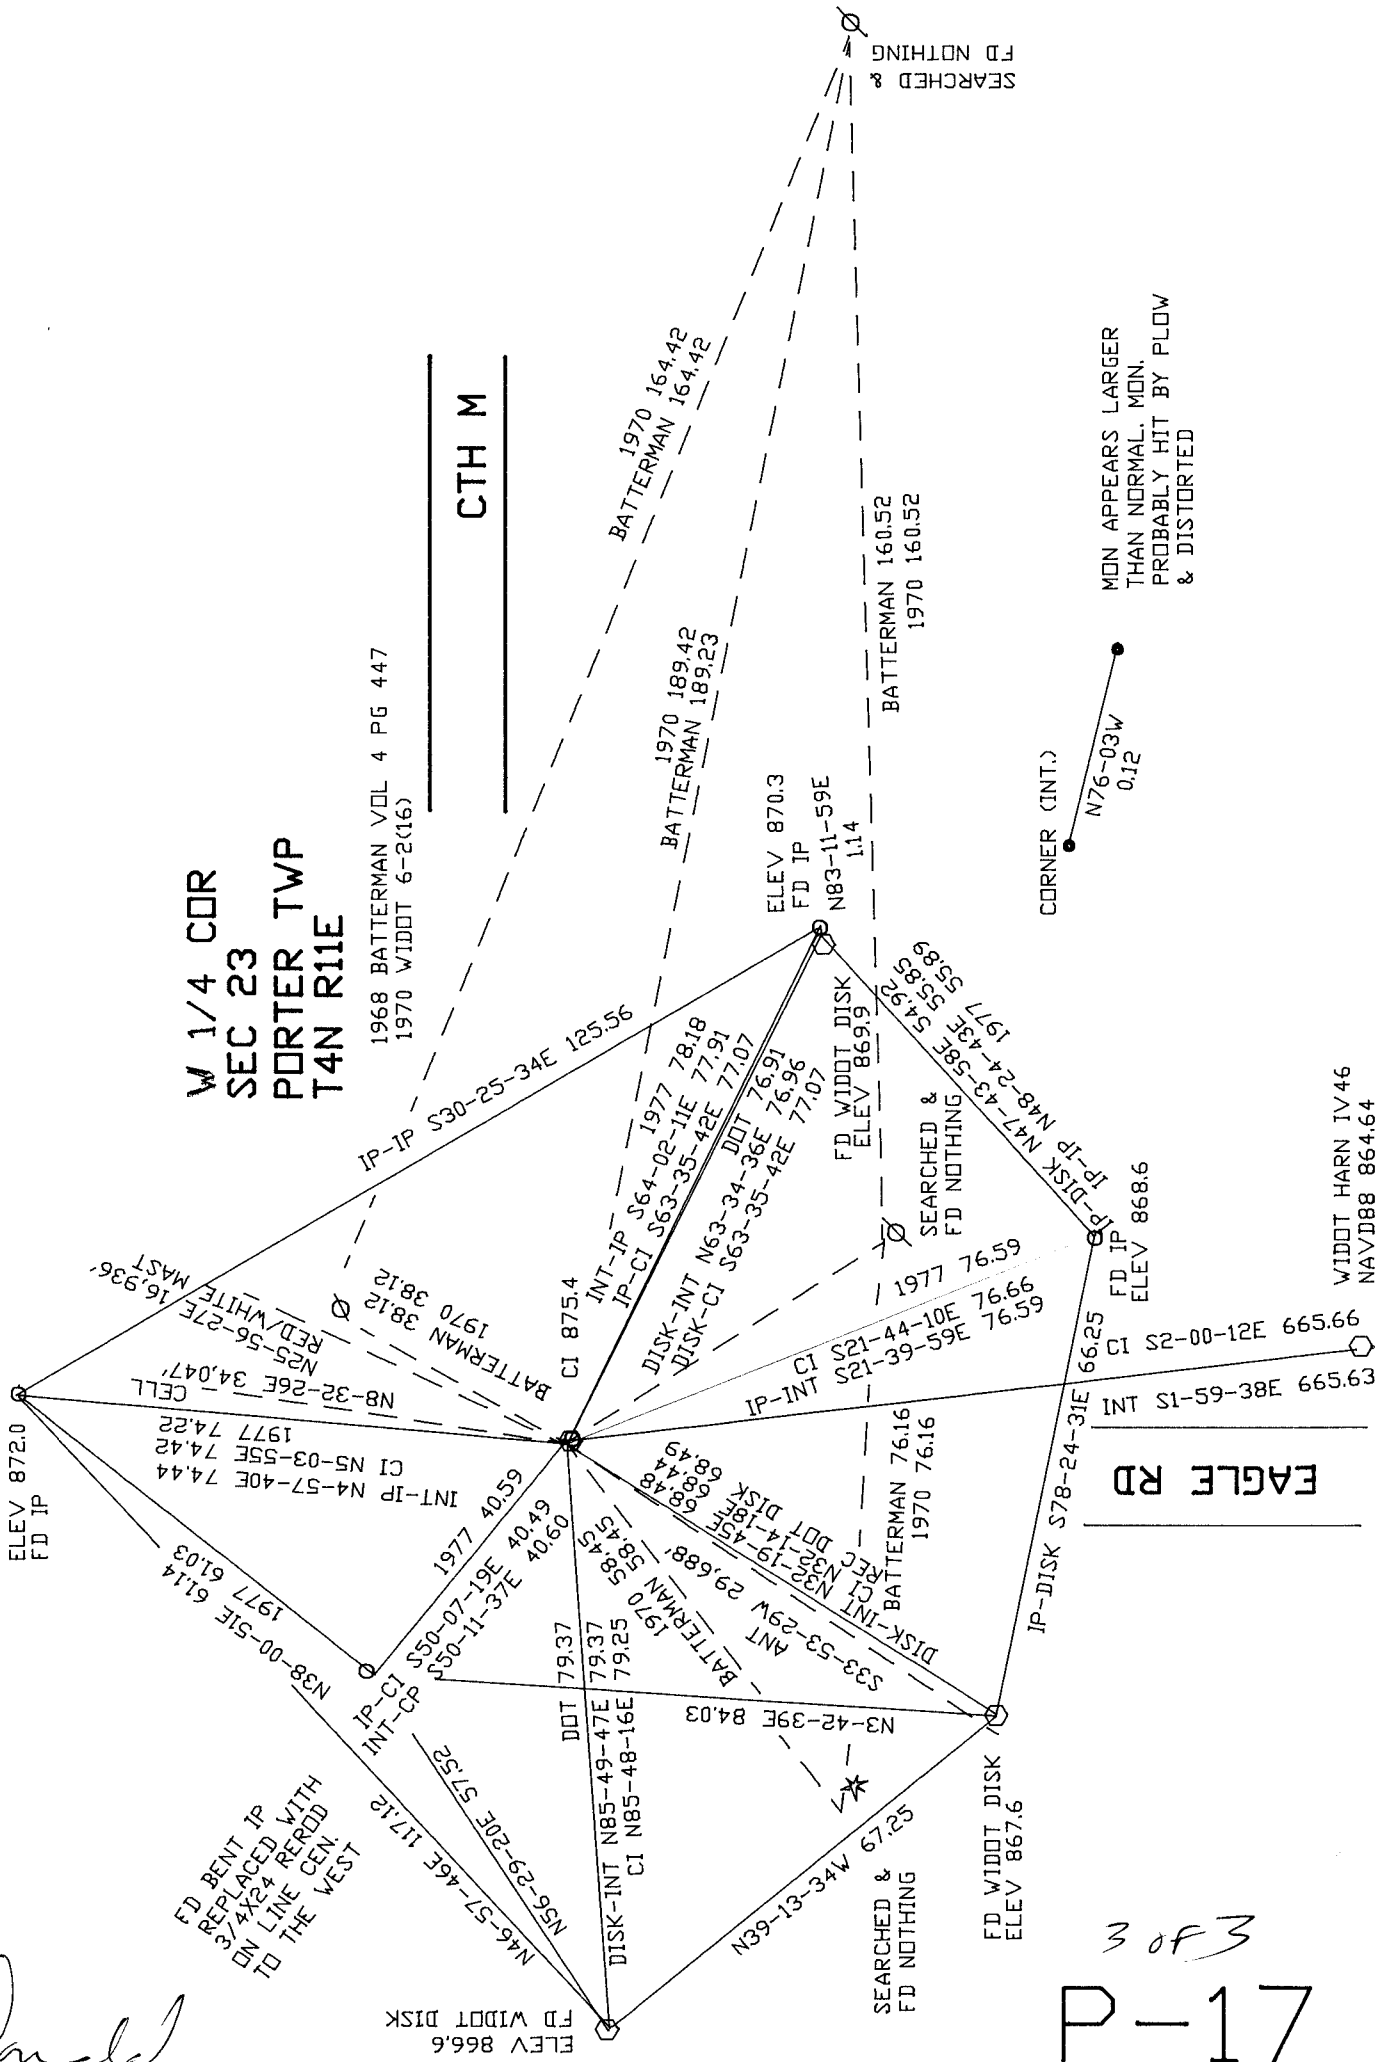 W 1/4 COR
SEC 23
PORTER TWP
T4N R11E
1968 BATTERMAN VOL 4 PG 447
1970 WIDOT 6-2(16)
CTH M
SEARCHED &
FD NOTHING
1970 164.42
BATTERMAN 164.42
1970 189.42
BATTERMAN 189.23
BATTERMAN 160.52
1970 160.52
MON APPEARS LARGER
THAN NORMAL. MON.
PROBABLY HIT BY PLOW
& DISTORTED
CORNER (INT.)
N76-03W
0.12
ELEV 870.3
FD IP
N83-11-59E
1.14
FD WIDOT DISK
ELEV 869.9
IP-IP S30-25-34E 125.56
1977 78.18
INT-IP S64-02-11E 77.91
IP-CI S63-35-42E 77.07
DOT 76.91
DISK-INT N63-34-36E 76.96
DISK-CI S63-35-42E 77.07
CI 875.4
SEARCHED &
FD NOTHING
IP-DISK N47-43-58E 54.92
IP-IP N48-24-43E 55.85
1977 55.89
FD IP
ELEV 868.6
1977 76.59
CI S21-44-10E 76.66
IP-INT S21-39-59E 76.59
CI S2-00-12E 665.66
INT S1-59-38E 665.63
WIDOT HARN IV46
NAVD88 864.64
EAGLE RD
IP-DISK S78-24-31E 66.25
BATTERMAN 76.16
1970 76.16
N25-56-27E 16,936'
RED/WHITE MAST
BATTERMAN 38.12
1970 38.12
N8-32-26E 34,047'
CELL
1977 74.22
CI N5-03-55E 74.42
INT-IP N4-57-40E 74.44
ELEV 872.0
FD IP
1977 61.03
N38-00-51E 61.14
1977 40.59
IP-CI S50-07-19E 40.49
INT-CP S50-11-37E 40.60
FD BENT IP
REPLACED WITH
3/4X24 REROD
ON LINE CEN.
TO THE WEST
N46-57-46E 117.12
N56-29-20E 57.52
DOT 79.37
DISK-INT N85-49-47E 79.37
CI N85-48-16E 79.25
1970 58.45
BATTERMAN 58.45
S33-53-29W 29,688'
ANT
DISK-INT N32-19-45E 68.48
CI N32-14-18E 68.44
REC DOT DISK 68.49
N3-42-39E 84.03
N39-13-34W 67.25
ELEV 866.6
FD WIDOT DISK
SEARCHED &
FD NOTHING
FD WIDOT DISK
ELEV 867.6
3 OF 3
P-17